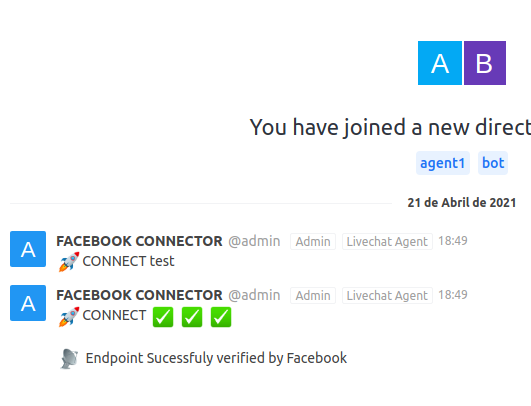 A B
You have joined a new direct
agent1 bot
21 de Abril de 2021
A FACEBOOK CONNECTOR @admin Admin Livechat Agent 18:49
🚀 CONNECT test
A FACEBOOK CONNECTOR @admin Admin Livechat Agent 18:49
🚀 CONNECT ✅ ✅ ✅
📡 Endpoint Sucessfuly verified by Facebook